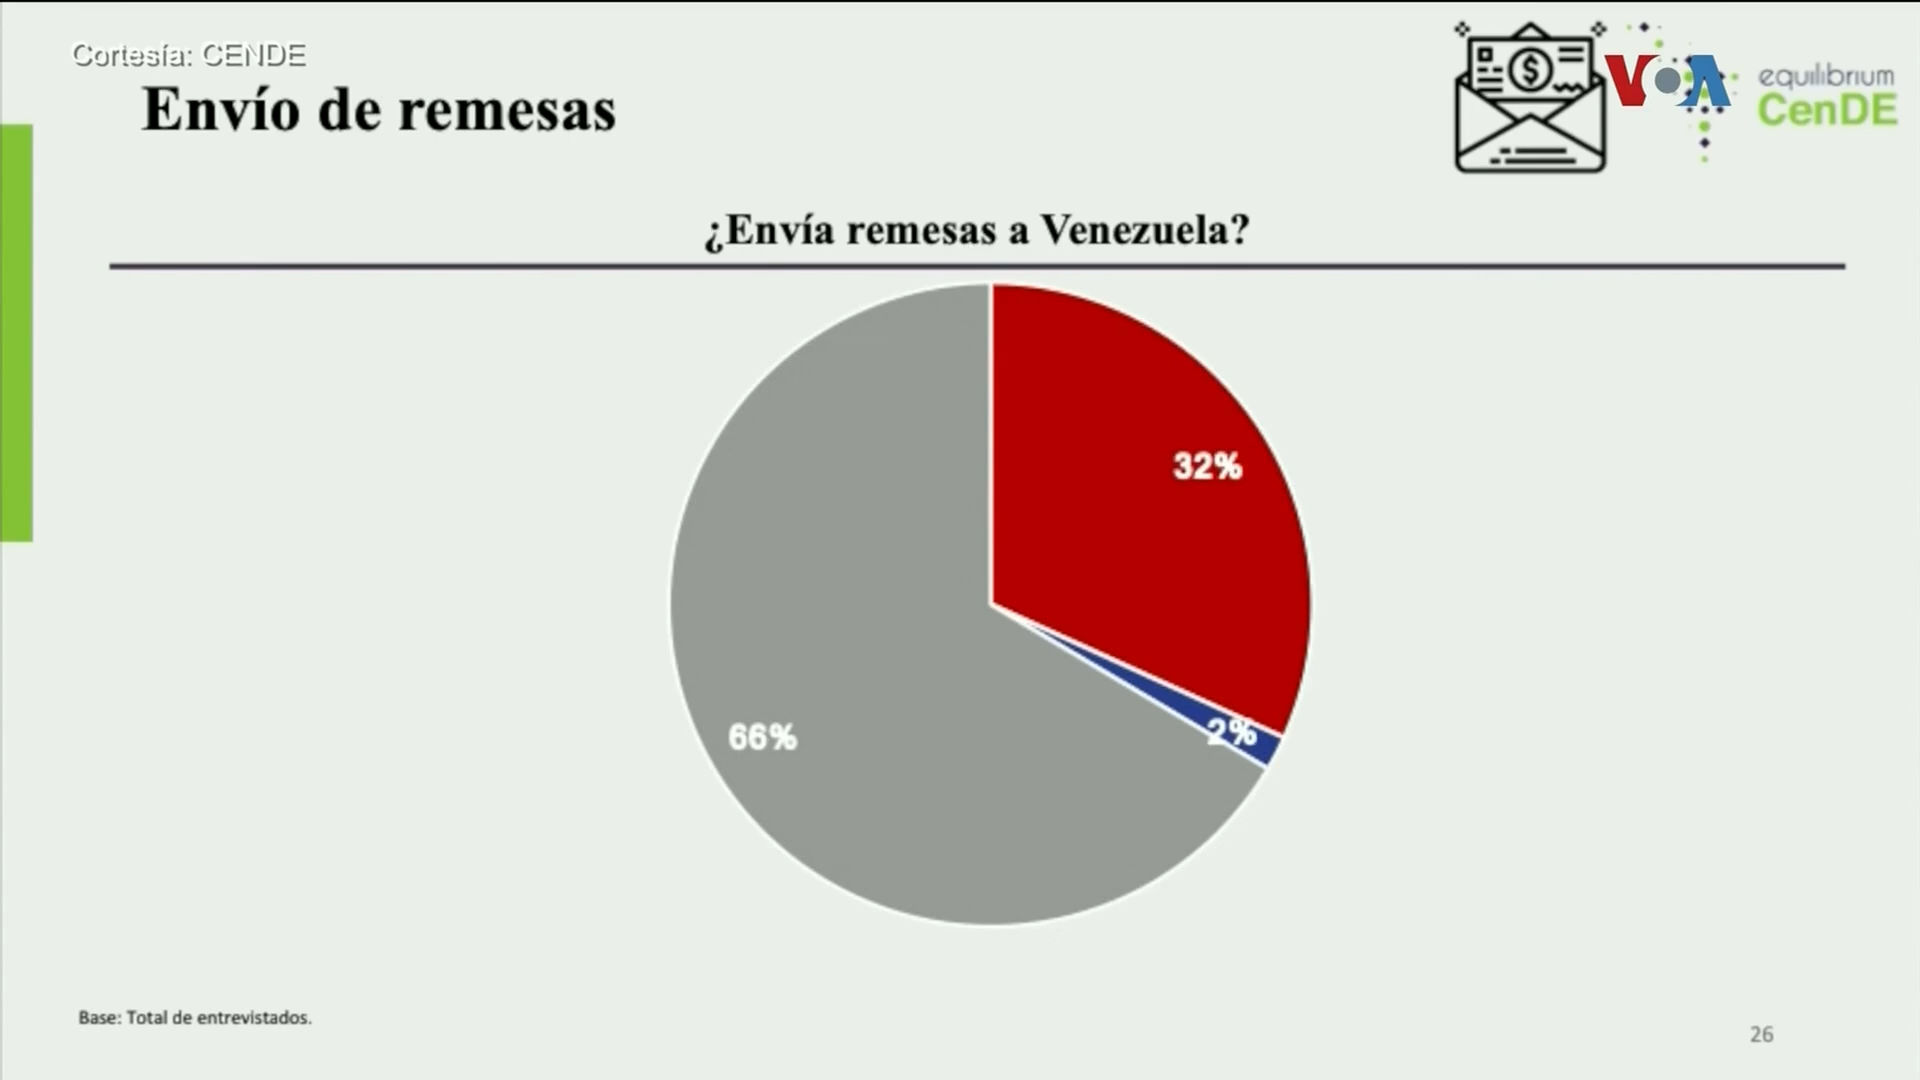 Cortesía: CENDE
Envío de remesas
VOA
equilibrium
CenDE
¿Envía remesas a Venezuela?
32%
2%
66%
Base: Total de entrevistados.
26